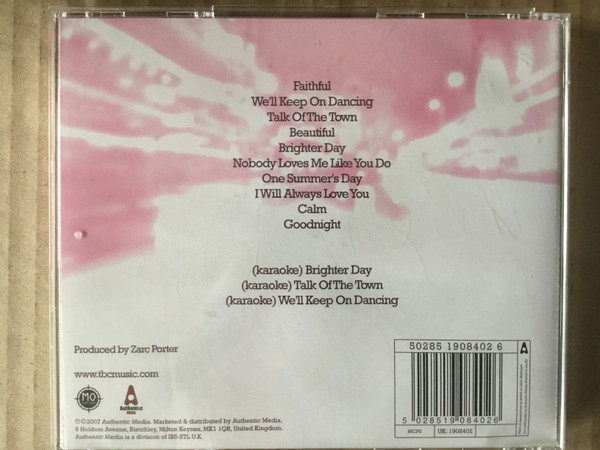 Faithful
We'll Keep On Dancing
Talk Of The Town
Beautiful
Brighter Day
Nobody Loves Me Like You Do
One Summer's Day
I Will Always Love You
Calm
Goodnight
(karaoke) Brighter Day
(karaoke) Talk Of The Town
(karaoke) We'll Keep On Dancing
Produced by Zarc Porter
www.tbcmusic.com
MO
A
Authentic
MEDIA
©©2007 Authentic Media. Marketed & distributed by Authentic Media,
9 Holdom Avenue, Bletchley, Milton Keynes, MK1 1QR, United Kingdom.
Authentic Media is a division of IBS-STL U.K.
50285 1908402 6
5 028519 084026
MCPS UK: 1908402
A